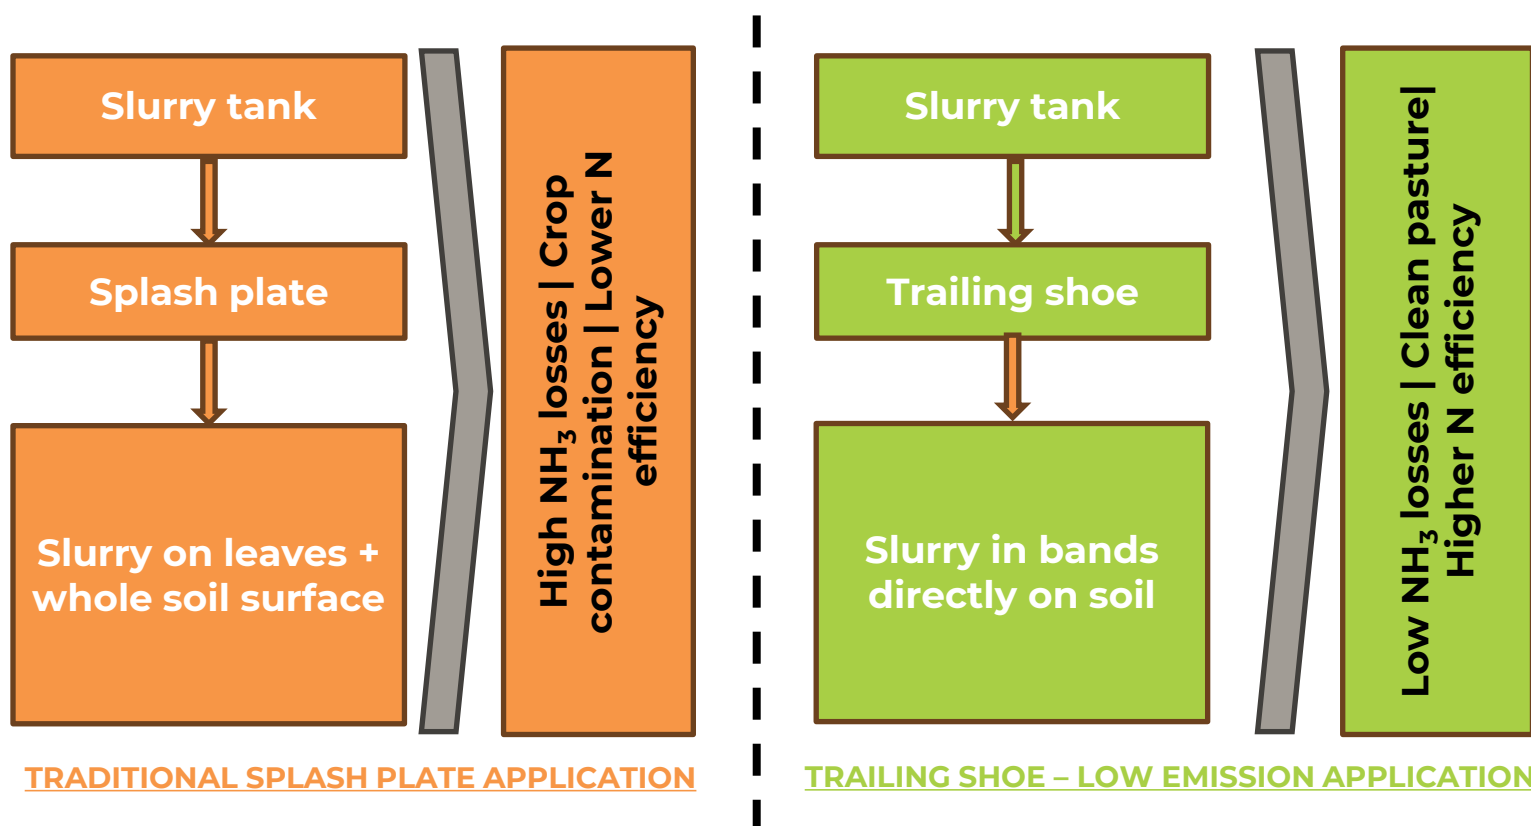 Slurry tank
Splash plate
Slurry on leaves +
whole soil surface
High NH₃ losses | Crop
contamination | Lower N
efficiency
TRADITIONAL SPLASH PLATE APPLICATION
Slurry tank
Trailing shoe
Slurry in bands
directly on soil
Low NH₃ losses | Clean pasture|
Higher N efficiency
TRAILING SHOE – LOW EMISSION APPLICATION